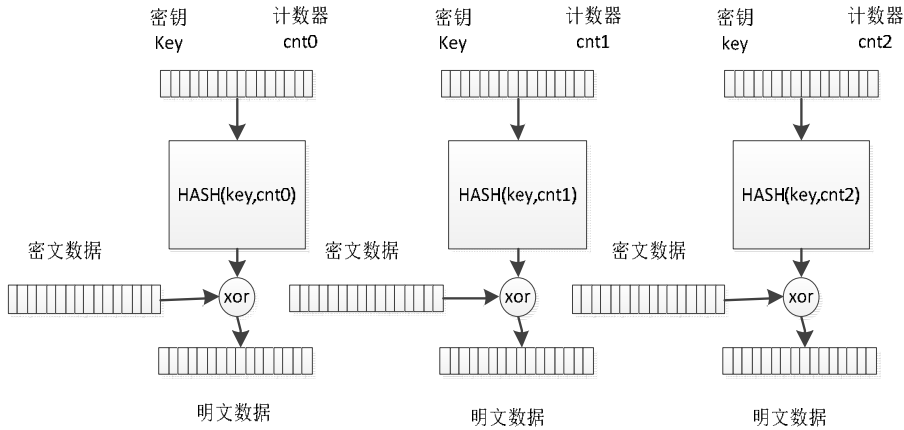 密钥 计数器 密钥 计数器 密钥 计数器
Key cnt0 Key cnt1 key cnt2
HASH(key,cnt0) HASH(key,cnt1) HASH(key,cnt2)
密文数据 密文数据 密文数据
xor xor xor
明文数据 明文数据 明文数据